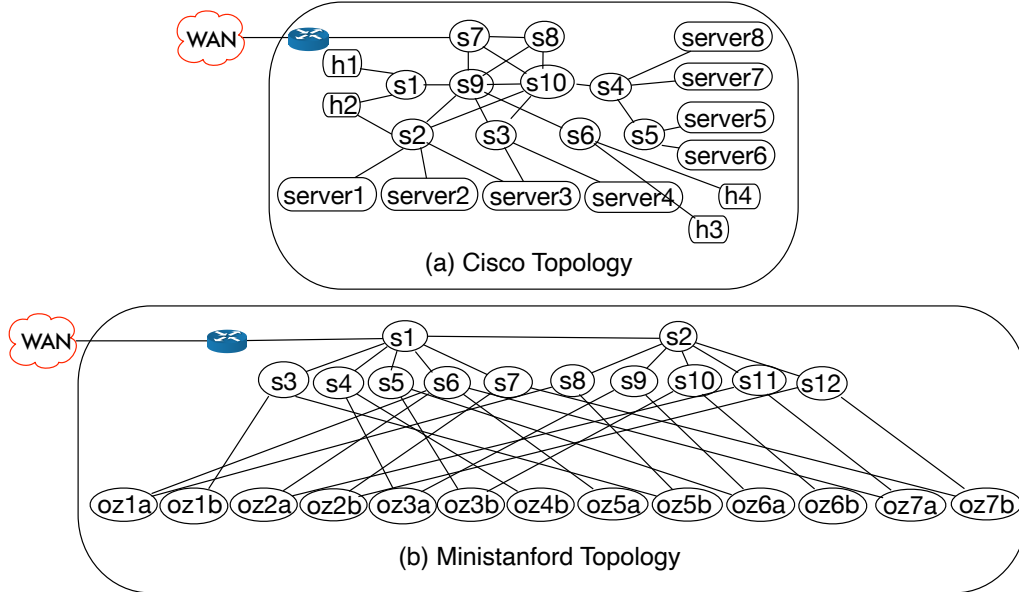 WAN
s7 s8
server8
h1
s1 s9 s10 s4
server7
h2
server5
s2 s3 s6 s5
server6
server1 server2 server3 server4
h4
h3
(a) Cisco Topology
WAN
s1 s2
s3 s4 s5 s6 s7 s8 s9 s10 s11 s12
oz1a oz1b oz2a oz2b oz3a oz3b oz4b oz5a oz5b oz6a oz6b oz7a oz7b
(b) Ministanford Topology